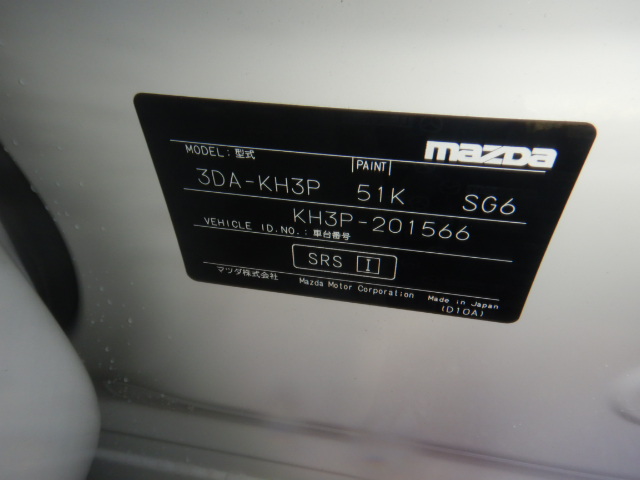 mazda
MODEL：型式
PAINT
3DA-KH3P 51K SG6
KH3P-201566
VEHICLE ID.NO.：車台番号
SRS I
マツダ株式会社 Mazda Motor Corporation Made in Japan
(D10A)